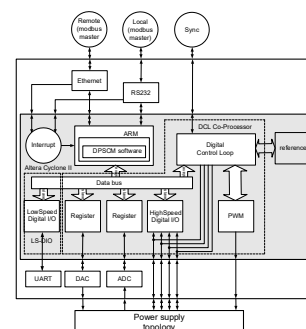 Remote
(modbus
master
Local
(modbus
master)
Sync
Ethernet
RS232
DCL Co-Processor
ARM
DPSCM software
Interrupt
Digital
Control Loop
reference
Altera Cyclone II
Data bus
LowSpeed
Digital I/O
Register
Register
HighSpeed
Digital I/O
PWM
LS-DIO
UART
DAC
ADC
Power supply
topology